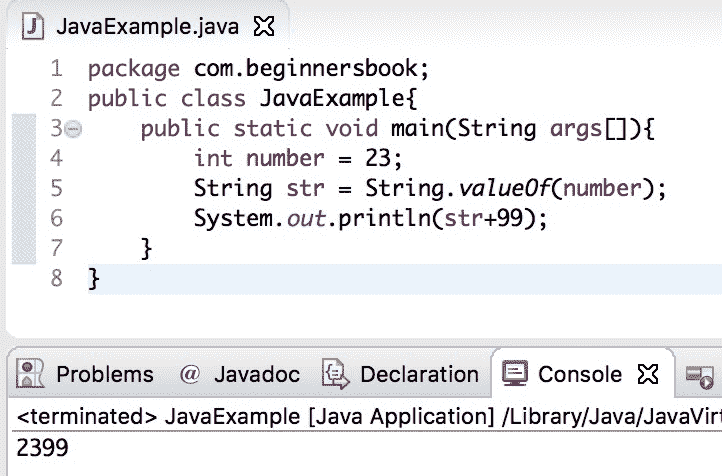 JavaExample.java
1 package com.beginnersbook;
2 public class JavaExample{
3     public static void main(String args[]){
4         int number = 23;
5         String str = String.valueOf(number);
6         System.out.println(str+99);
7     }
8 }
Problems @ Javadoc Declaration Console
<terminated> JavaExample [Java Application] /Library/Java/JavaVirt
2399